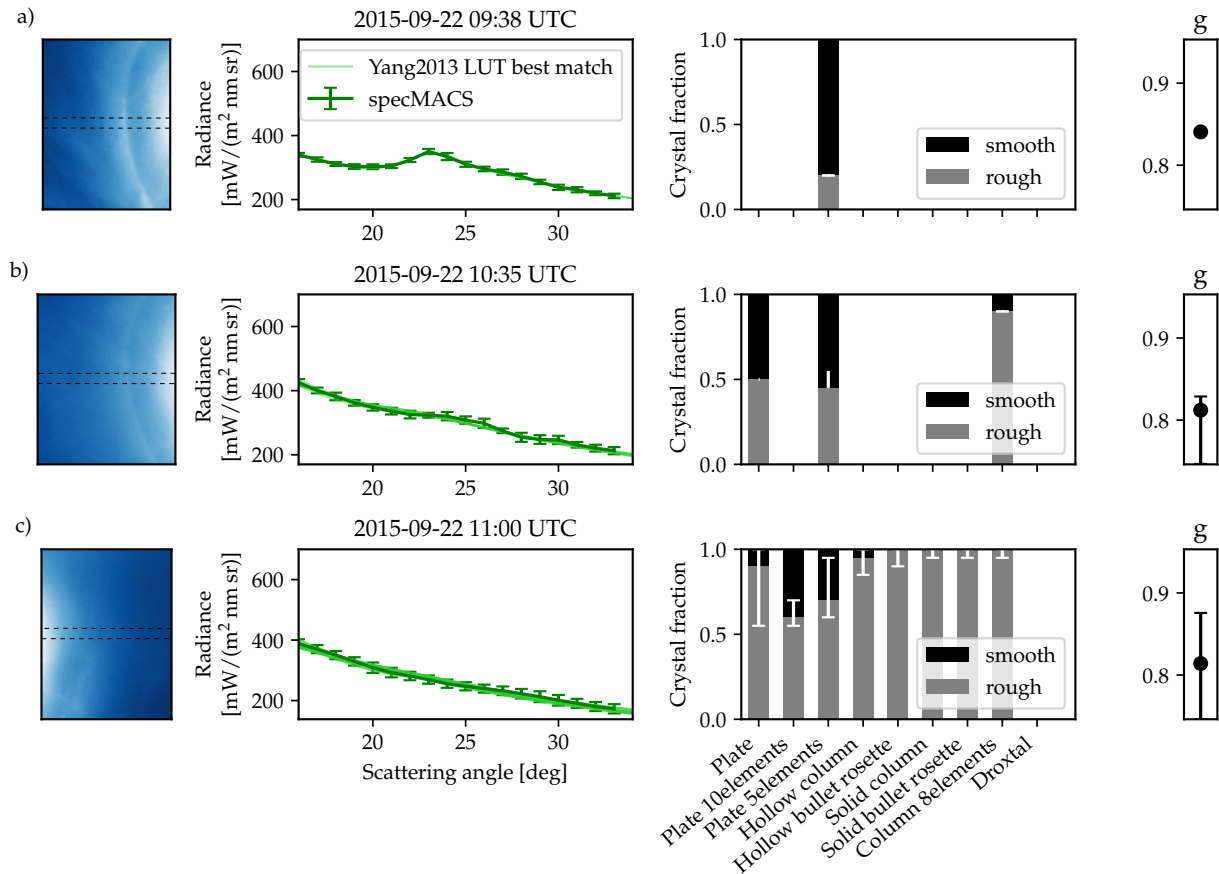 a)
2015-09-22 09:38 UTC
g
Radiance
[mW/(m² nm sr)]
600
400
200
20
25
30
Yang2013 LUT best match
specMACS
Crystal fraction
1.0
0.5
0.0
smooth
rough
0.9
0.8
b)
2015-09-22 10:35 UTC
g
Radiance
[mW/(m² nm sr)]
600
400
200
20
25
30
Crystal fraction
1.0
0.5
0.0
smooth
rough
0.9
0.8
c)
2015-09-22 11:00 UTC
g
Radiance
[mW/(m² nm sr)]
600
400
200
20
25
30
Scattering angle [deg]
Crystal fraction
1.0
0.5
0.0
smooth
rough
Plate
Plate 10elements
Plate 5elements
Hollow column
Hollow bullet rosette
Solid column
Solid bullet rosette
Column 8elements
Droxtal
0.9
0.8